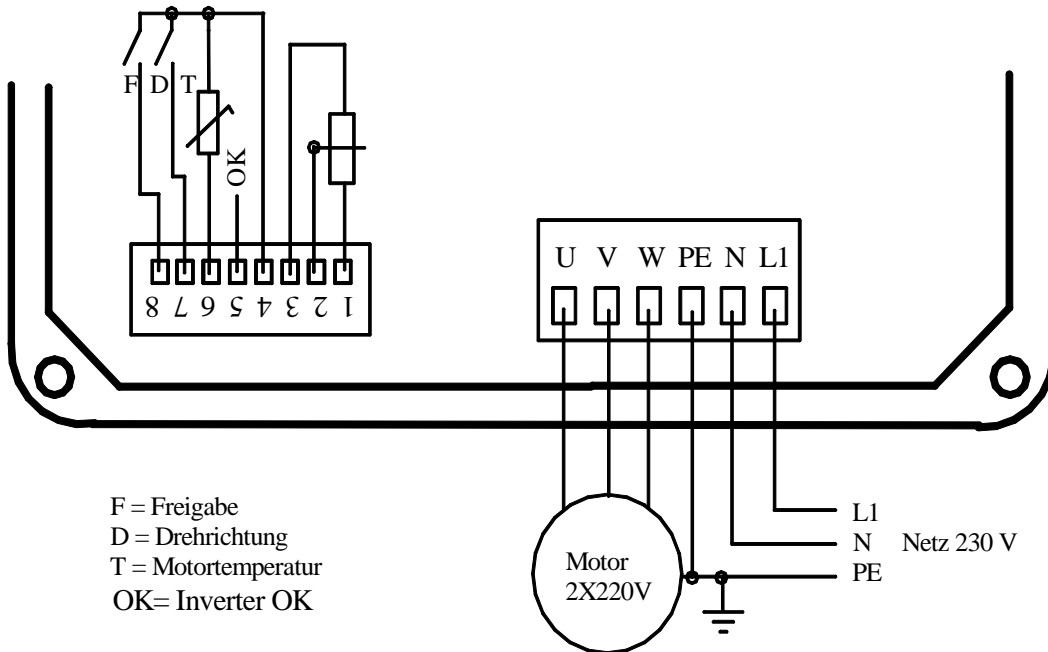 F D T
OK
8 7 6 5 4 3 2 1
U V W PE N L1
F = Freigabe
D = Drehrichtung
T = Motortemperatur
OK= Inverter OK
Motor
2X220V
L1
N Netz 230 V
PE